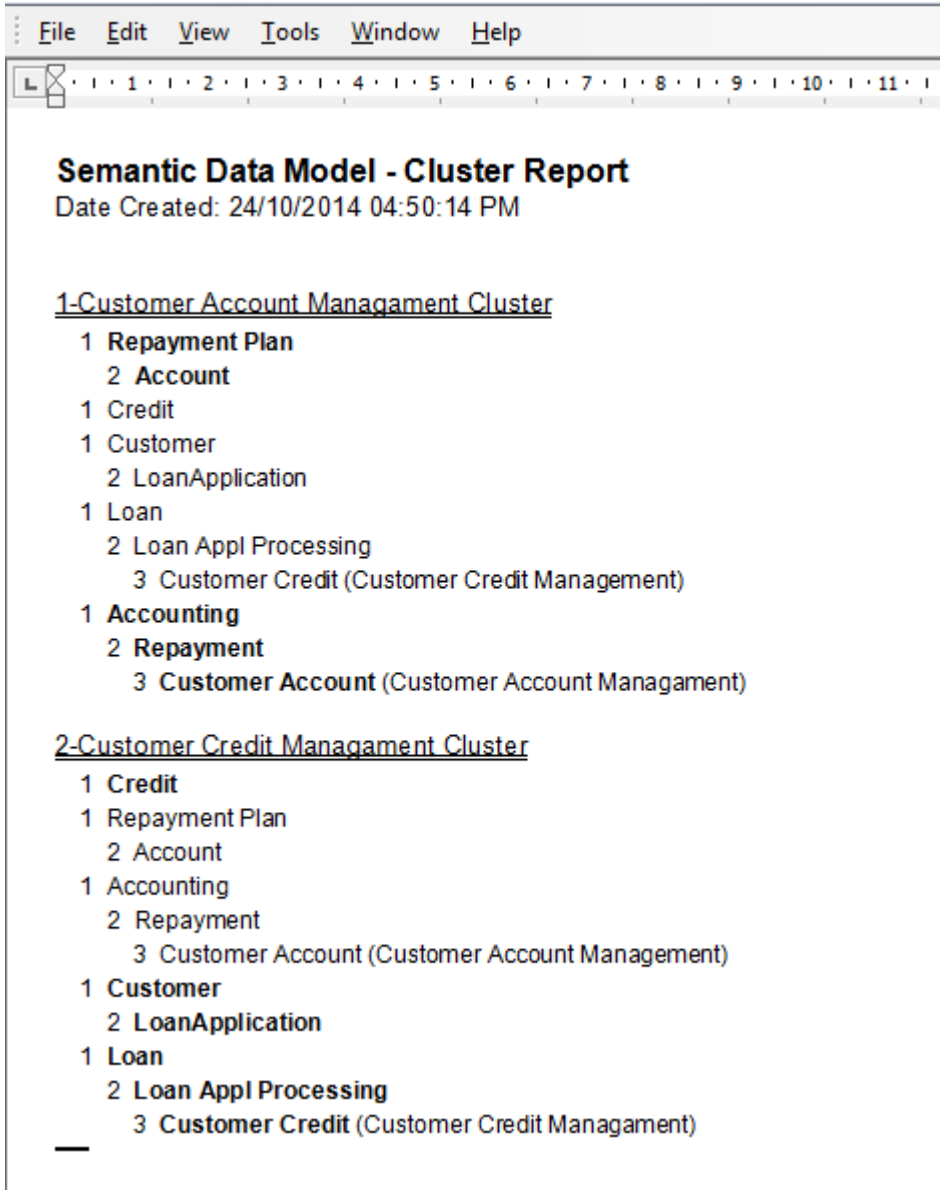 File Edit View Tools Window Help
L 1 2 3 4 5 6 7 8 9 10 11
Semantic Data Model - Cluster Report
Date Created: 24/10/2014 04:50:14 PM
1-Customer Account Managament Cluster
1 Repayment Plan
2 Account
1 Credit
1 Customer
2 LoanApplication
1 Loan
2 Loan Appl Processing
3 Customer Credit (Customer Credit Management)
1 Accounting
2 Repayment
3 Customer Account (Customer Account Managament)
2-Customer Credit Managament Cluster
1 Credit
1 Repayment Plan
2 Account
1 Accounting
2 Repayment
3 Customer Account (Customer Account Management)
1 Customer
2 LoanApplication
1 Loan
2 Loan Appl Processing
3 Customer Credit (Customer Credit Managament)